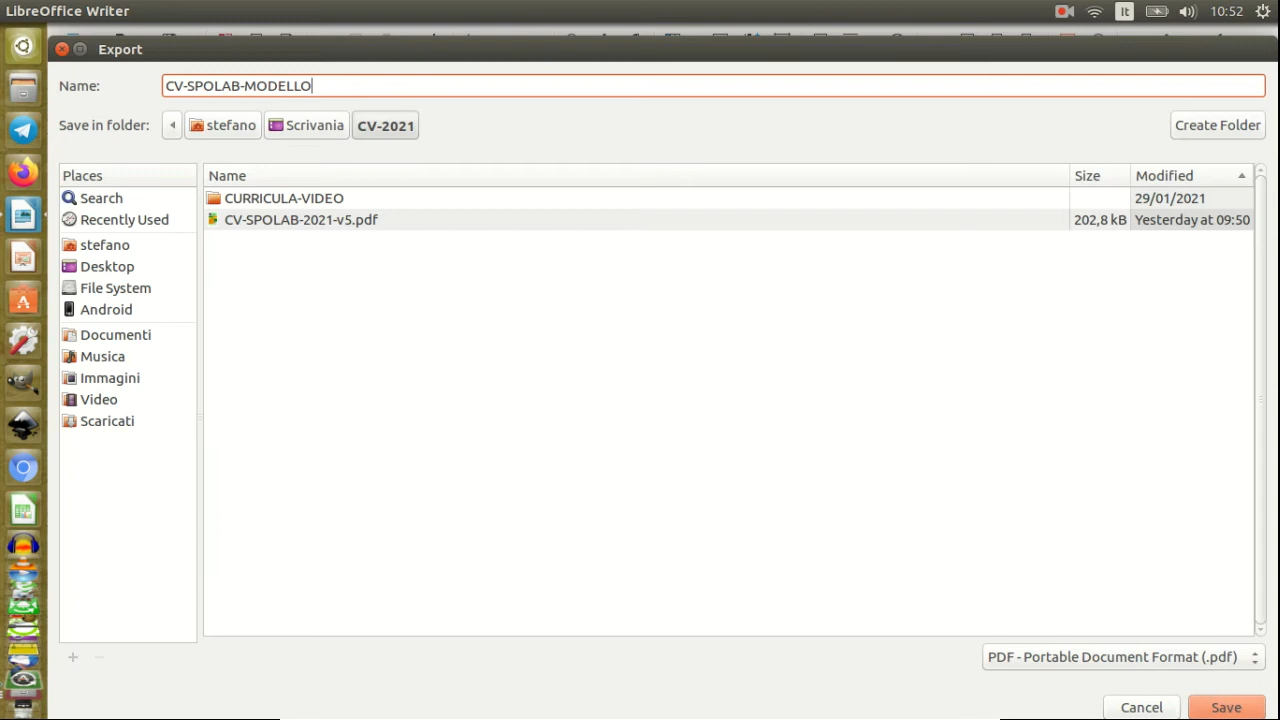 LibreOffice Writer
It
10:52
Export
Name:
CV-SPOLAB-MODELLO
Save in folder:
stefano
Scrivania
CV-2021
Create Folder
Places
Search
Recently Used
stefano
Desktop
File System
Android
Documenti
Musica
Immagini
Video
Scaricati
Name
Size
Modified
CURRICULA-VIDEO
29/01/2021
CV-SPOLAB-2021-v5.pdf
202,8 kB
Yesterday at 09:50
PDF - Portable Document Format (.pdf)
Cancel
Save